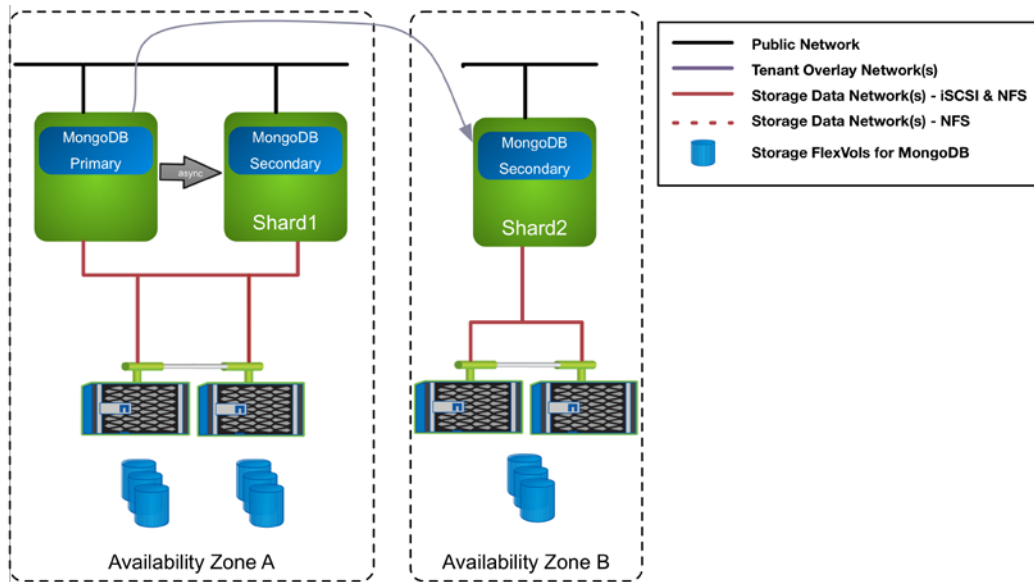 MongoDB
Primary
async
MongoDB
Secondary
Shard1
MongoDB
Secondary
Shard2
Availability Zone A
Availability Zone B
Public Network
Tenant Overlay Network(s)
Storage Data Network(s) - iSCSI & NFS
Storage Data Network(s) - NFS
Storage FlexVols for MongoDB